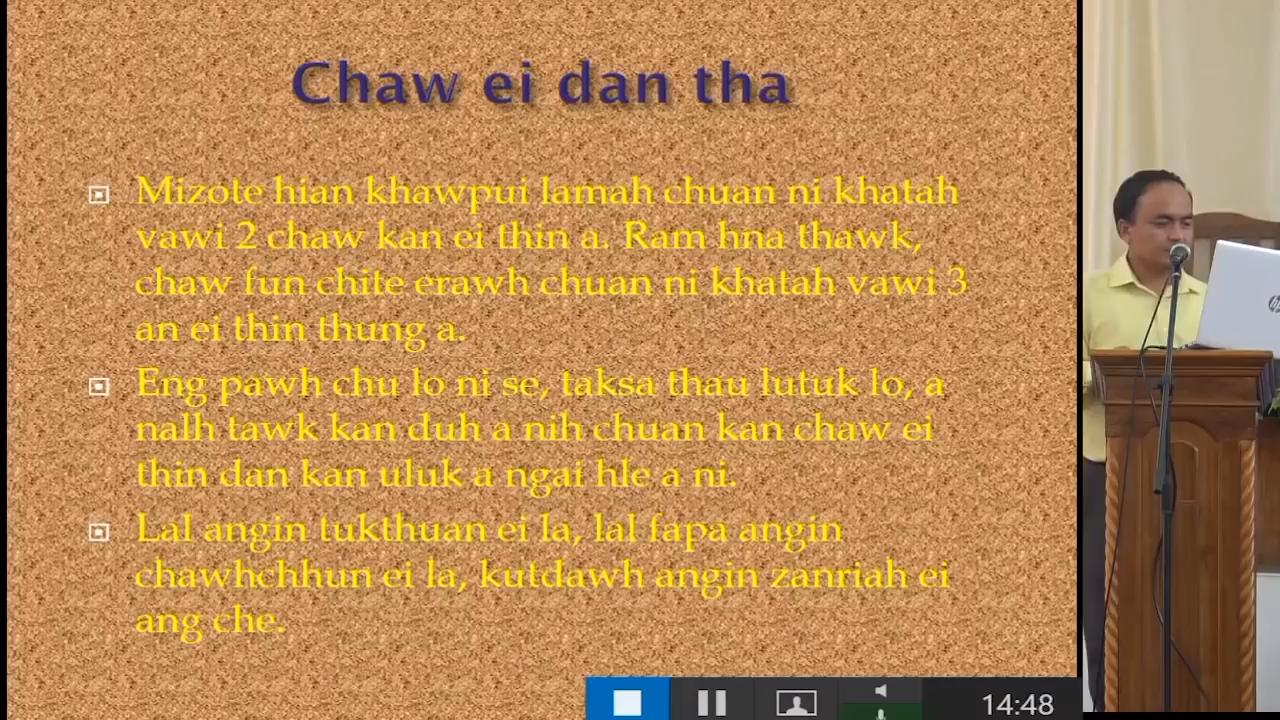 Chaw ei dan tha
Mizote hian khawpui lamah chuan ni khatah
vawi 2 chaw kan ei thin a. Ram hna thawk,
chaw fun chite erawh chuan ni khatah vawi 3
an ei thin thung a.
Eng pawh chu lo ni se, taksa thau lutuk lo, a
nalh tawk kan duh a nih chuan kan chaw ei
thin dan kan uluk a ngai hle a ni.
Lal angin tukthuan ei la, lal fapa angin
chawhchhun ei la, kutdawh angin zanriah ei
ang che.
14:48
hp